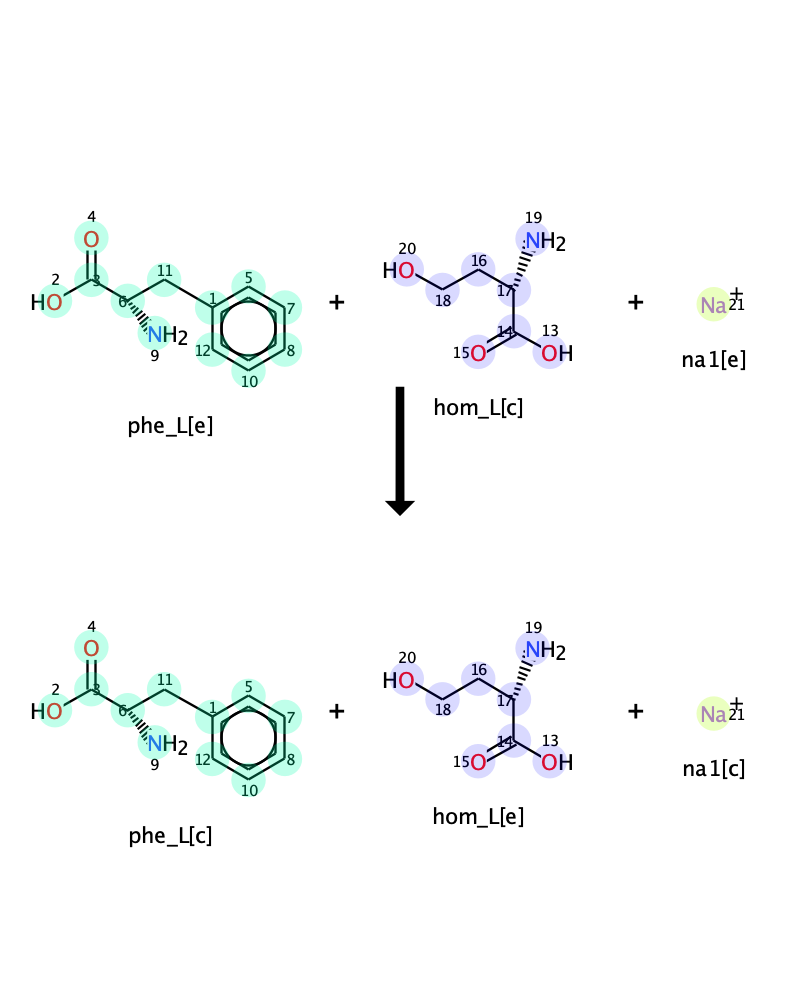 4 19
O NH2
2 3 11 5 20 16
HO 6 1 7 + HO 17 + Na+ 21
NH2 12 8 18 14 13
9 10 15 O OH na1[e]
phe_L[e] hom_L[c]
4 19
O NH2
2 3 11 5 20 16
HO 6 1 7 + HO 17 + Na+ 21
NH2 12 8 18 14 13
9 10 15 O OH na1[c]
phe_L[c] hom_L[e]